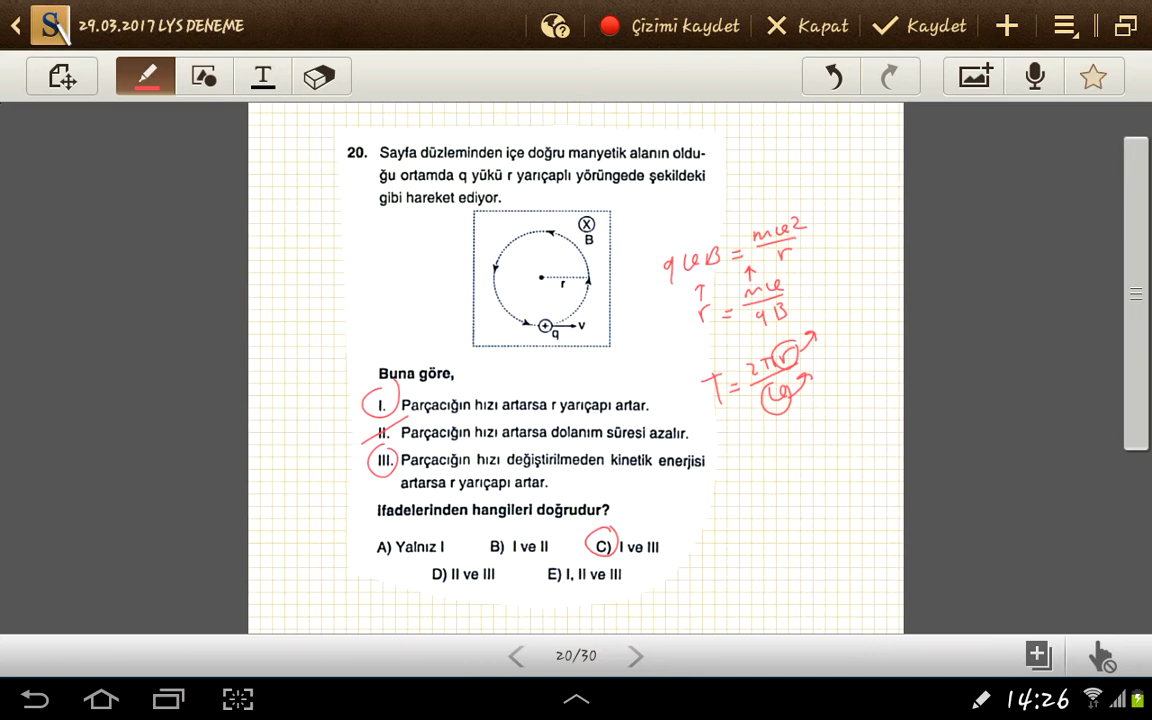 29.03.2017 LYS DENEME
Çizimi kaydet
Kapat
Kaydet
T
20. Sayfa düzleminden içe doğru manyetik alanın oldu-
ğu ortamda q yükü r yarıçaplı yörüngede şekildeki
gibi hareket ediyor.
X
B
r
+
v
q
qυB = mυ2/r
r = mυ/qB
T = 2πr/υ
Buna göre,
I. Parçacığın hızı artarsa r yarıçapı artar.
II. Parçacığın hızı artarsa dolanım süresi azalır.
III. Parçacığın hızı değiştirilmeden kinetik enerjisi
artarsa r yarıçapı artar.
ifadelerinden hangileri doğrudur?
A) Yalnız I B) I ve II C) I ve III
D) II ve III E) I, II ve III
20/30
14:26